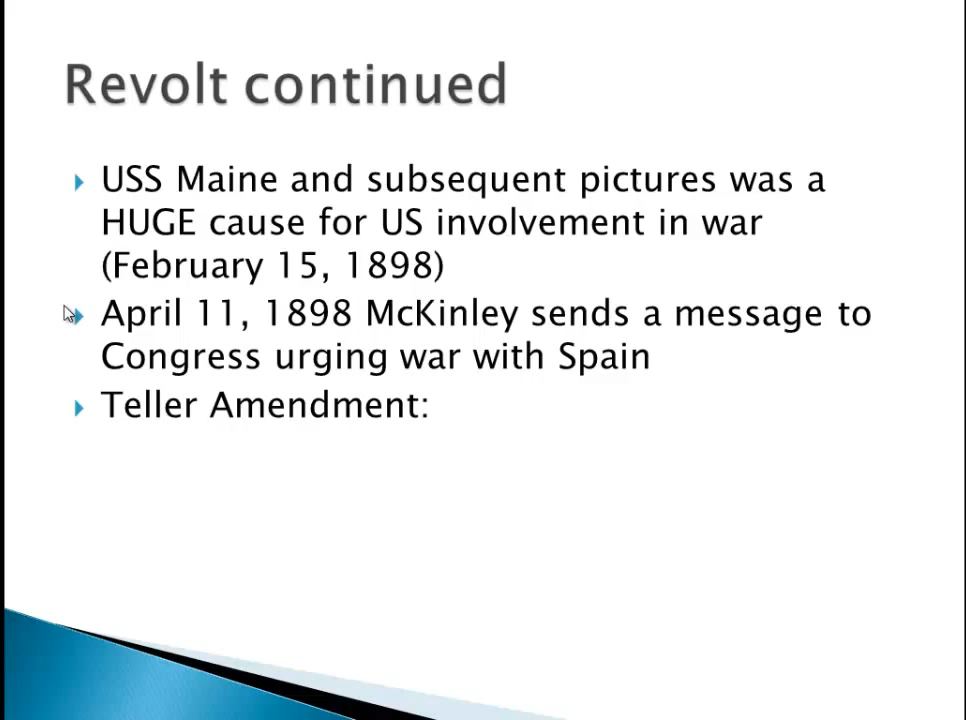 Revolt continued
USS Maine and subsequent pictures was a
HUGE cause for US involvement in war
(February 15, 1898)
April 11, 1898 McKinley sends a message to
Congress urging war with Spain
Teller Amendment: